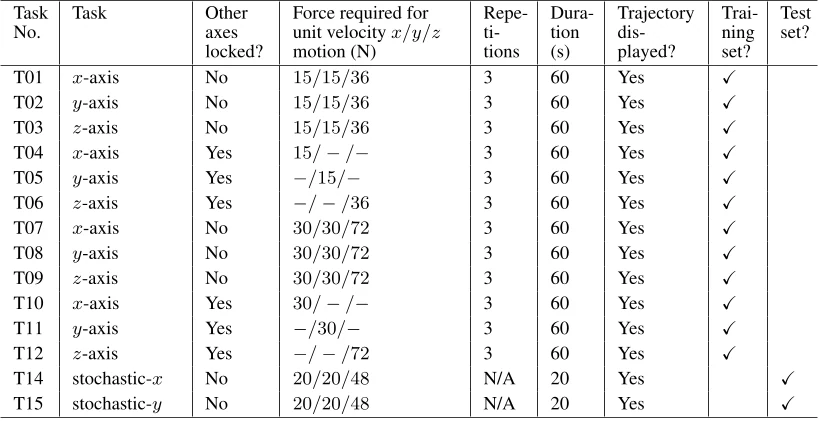 Task No. | Task | Other axes locked? | Force required for unit velocity x/y/z motion (N) | Repe-ti-tions | Dura-tion (s) | Trajectory dis-played? | Trai-ning set? | Test set?
T01 | x-axis | No | 15/15/36 | 3 | 60 | Yes | ✓ |
T02 | y-axis | No | 15/15/36 | 3 | 60 | Yes | ✓ |
T03 | z-axis | No | 15/15/36 | 3 | 60 | Yes | ✓ |
T04 | x-axis | Yes | 15/ − /− | 3 | 60 | Yes | ✓ |
T05 | y-axis | Yes | −/15/− | 3 | 60 | Yes | ✓ |
T06 | z-axis | Yes | −/ − /36 | 3 | 60 | Yes | ✓ |
T07 | x-axis | No | 30/30/72 | 3 | 60 | Yes | ✓ |
T08 | y-axis | No | 30/30/72 | 3 | 60 | Yes | ✓ |
T09 | z-axis | No | 30/30/72 | 3 | 60 | Yes | ✓ |
T10 | x-axis | Yes | 30/ − /− | 3 | 60 | Yes | ✓ |
T11 | y-axis | Yes | −/30/− | 3 | 60 | Yes | ✓ |
T12 | z-axis | Yes | −/ − /72 | 3 | 60 | Yes | ✓ |
T14 | stochastic-x | No | 20/20/48 | N/A | 20 | Yes | | ✓
T15 | stochastic-y | No | 20/20/48 | N/A | 20 | Yes | | ✓